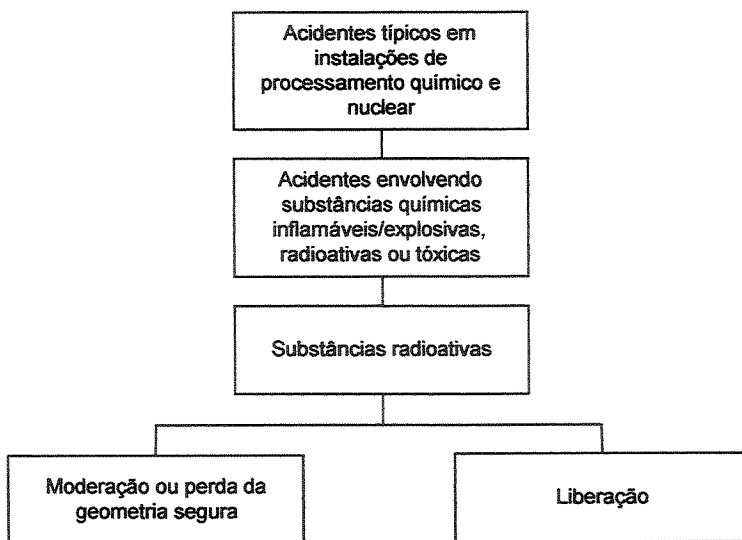 Acidentes típicos em
instalações de
processamento químico e
nuclear
Acidentes envolvendo
substâncias químicas
inflamáveis/explosivas,
radioativas ou tóxicas
Substâncias radioativas
Moderação ou perda da
geometria segura
Liberação